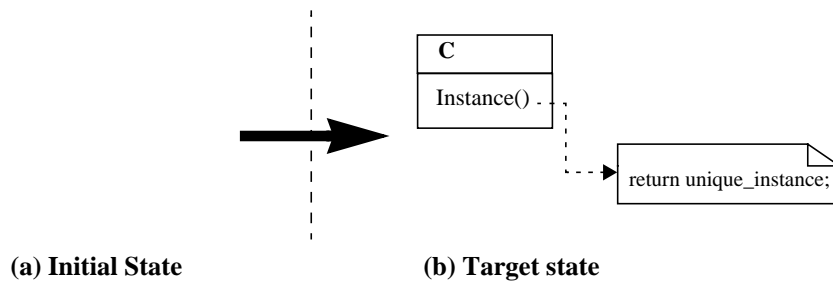 C
Instance()
return unique_instance;
(a) Initial State
(b) Target state